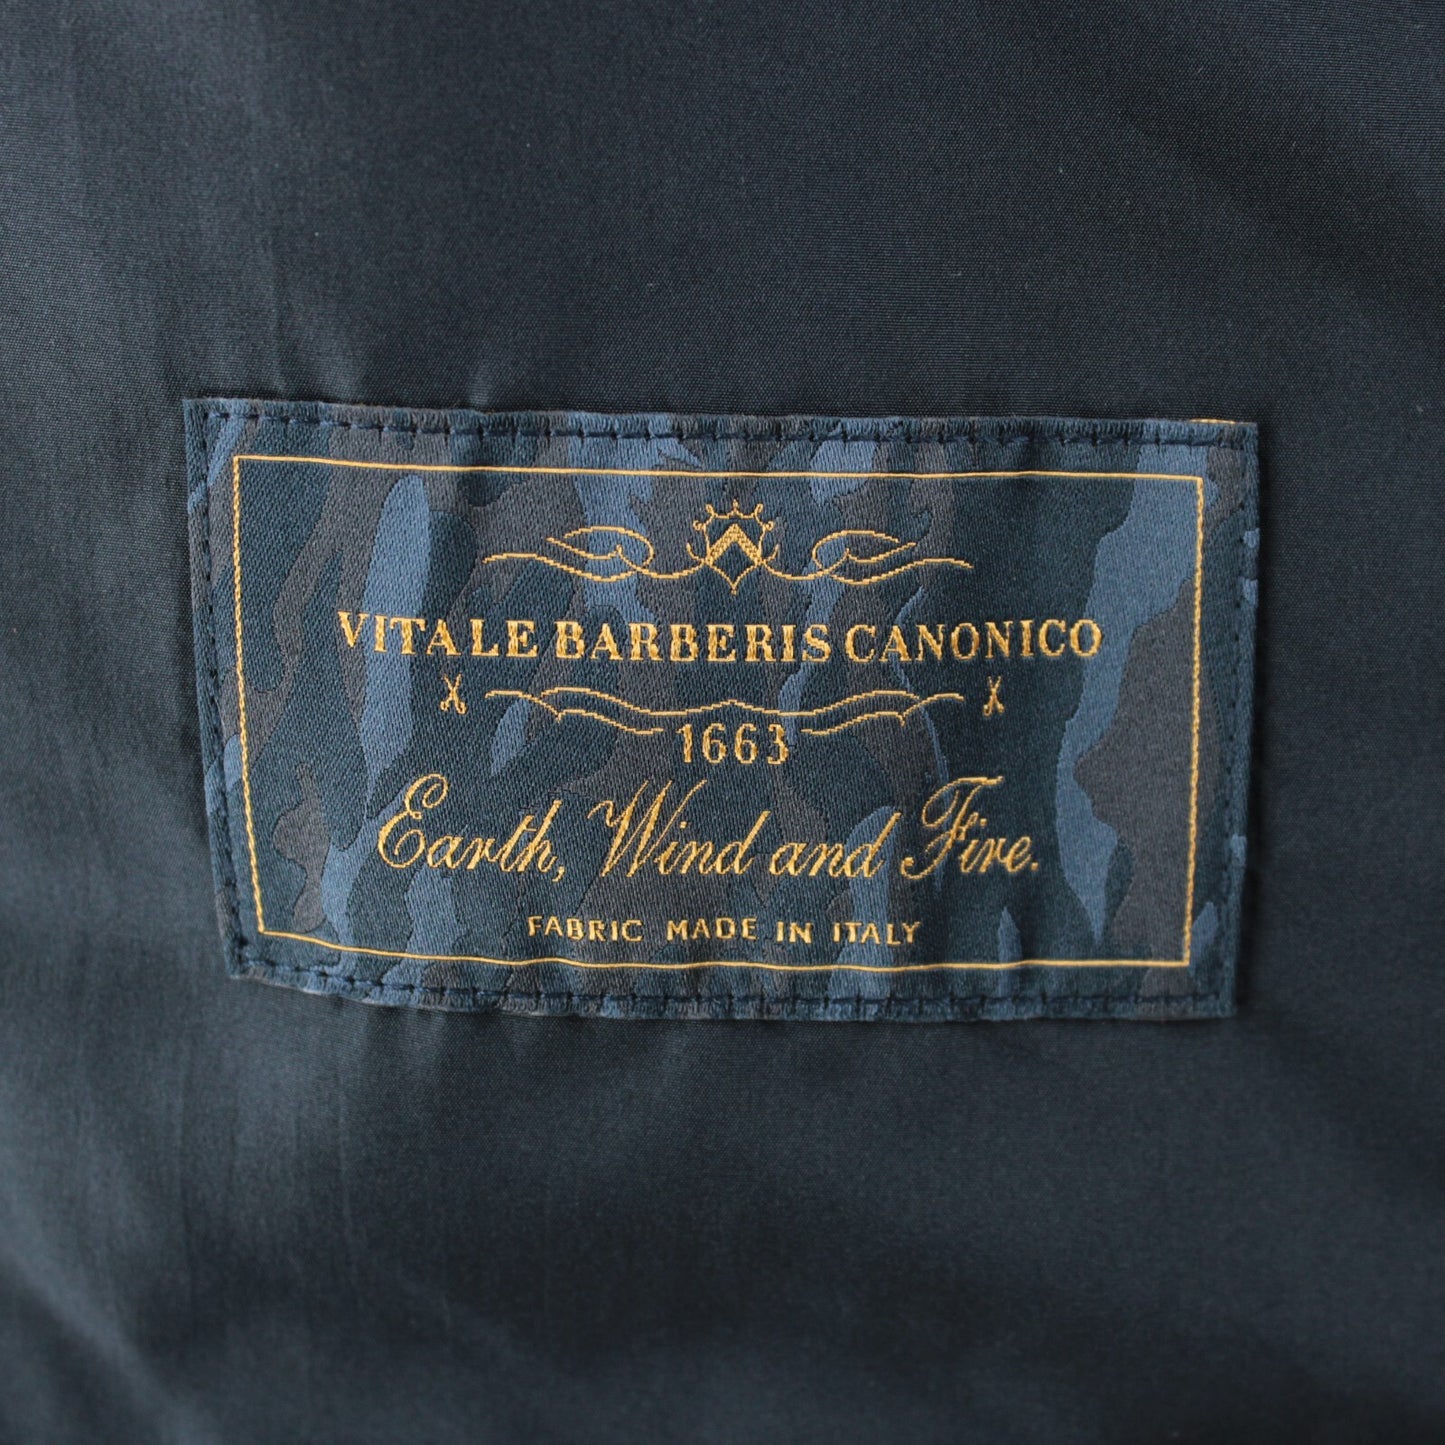 VITALE BARBERIS CANONICO
1663
Earth, Wind and Fire.
FABRIC MADE IN ITALY